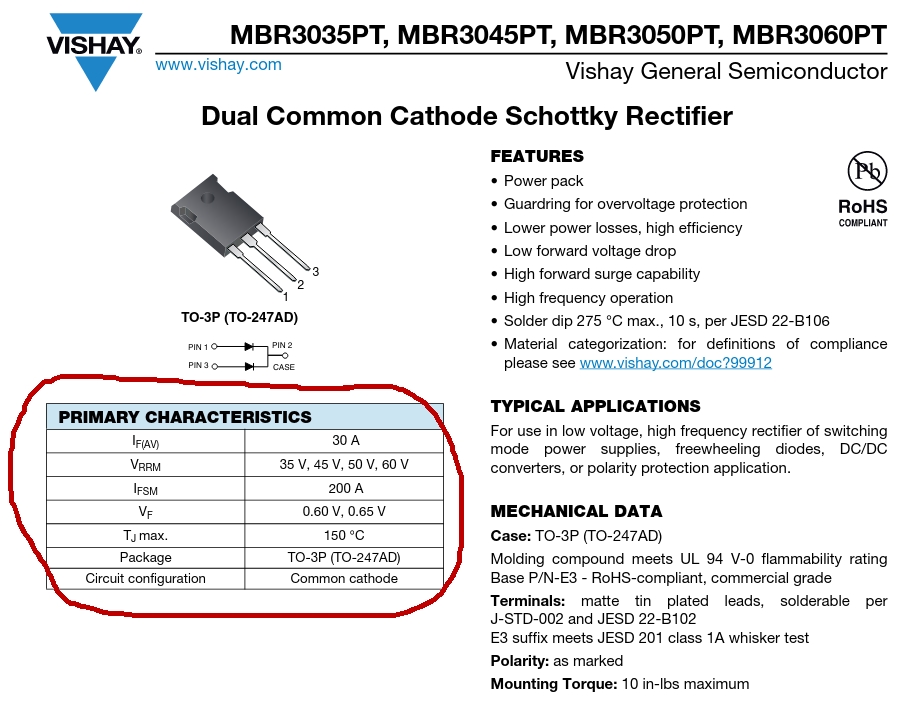 VISHAY®
www.vishay.com
MBR3035PT, MBR3045PT, MBR3050PT, MBR3060PT
Vishay General Semiconductor
Dual Common Cathode Schottky Rectifier
3
2
1
TO-3P (TO-247AD)
PIN 1 PIN 2
PIN 3 CASE
PRIMARY CHARACTERISTICS
IF(AV) 30 A
VRRM 35 V, 45 V, 50 V, 60 V
IFSM 200 A
VF 0.60 V, 0.65 V
TJ max. 150 °C
Package TO-3P (TO-247AD)
Circuit configuration Common cathode
FEATURES
• Power pack
• Guardring for overvoltage protection
• Lower power losses, high efficiency
• Low forward voltage drop
• High forward surge capability
• High frequency operation
• Solder dip 275 °C max., 10 s, per JESD 22-B106
• Material categorization: for definitions of compliance
please see www.vishay.com/doc?99912
Pb
RoHS
COMPLIANT
TYPICAL APPLICATIONS
For use in low voltage, high frequency rectifier of switching
mode power supplies, freewheeling diodes, DC/DC
converters, or polarity protection application.
MECHANICAL DATA
Case: TO-3P (TO-247AD)
Molding compound meets UL 94 V-0 flammability rating
Base P/N-E3 - RoHS-compliant, commercial grade
Terminals: matte tin plated leads, solderable per
J-STD-002 and JESD 22-B102
E3 suffix meets JESD 201 class 1A whisker test
Polarity: as marked
Mounting Torque: 10 in-lbs maximum